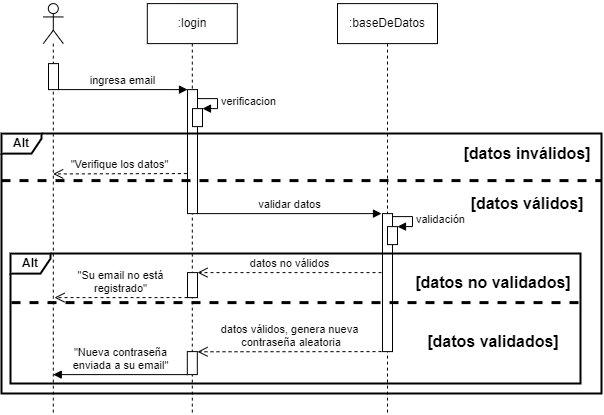 :login
:baseDeDatos
ingresa email
verificacion
Alt
[datos inválidos]
"Verifique los datos"
[datos válidos]
validar datos
validación
Alt
datos no válidos
"Su email no está
registrado"
[datos no validados]
datos válidos, genera nueva
contraseña aleatoria
[datos validados]
"Nueva contraseña
enviada a su email"